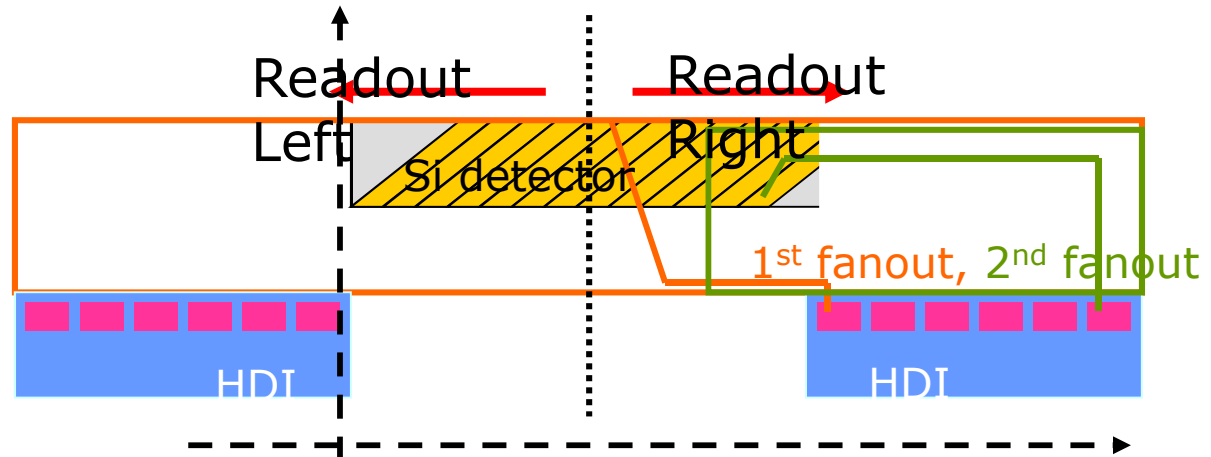 Readout
Left
Readout
Right
Si detector
1st fanout, 2nd fanout
HDI
HDI